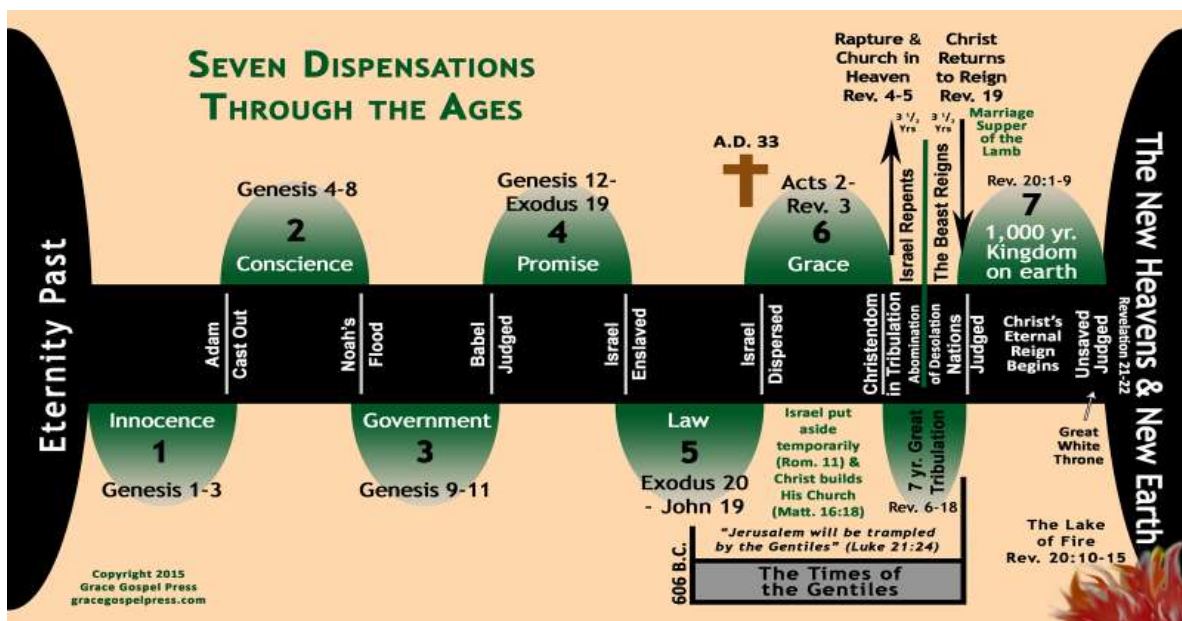 SEVEN DISPENSATIONS
THROUGH THE AGES
Eternity Past
Innocence
1
Genesis 1-3
Adam
Cast Out
Genesis 4-8
2
Conscience
Noah's
Flood
Government
3
Genesis 9-11
Babel
Judged
Genesis 12-
Exodus 19
4
Promise
Israel
Enslaved
Law
5
Exodus 20
- John 19
Israel
Dispersed
A.D. 33
Acts 2-
Rev. 3
6
Grace
Israel put
aside
temporarily
(Rom. 11) &
Christ builds
His Church
(Matt. 16:18)
Rapture &
Church in
Heaven
Rev. 4-5
Christ
Returns
to Reign
Rev. 19
3 1/2
Yrs
3 1/2
Yrs
Marriage
Supper
of the
Lamb
Israel Repents
The Beast Reigns
Christendom
in Tribulation
Abomination
of Desolation
Nations
Judged
7 yr. Great
Tribulation
Rev. 6-18
Rev. 20:1-9
7
1,000 yr.
Kingdom
on earth
Christ's
Eternal
Reign
Begins
Unsaved
Judged
Great
White
Throne
Revelation 21-22
The New Heavens & New Earth
The Lake
of Fire
Rev. 20:10-15
606 B.C.
"Jerusalem will be trampled
by the Gentiles" (Luke 21:24)
The Times of
the Gentiles
Copyright 2015
Grace Gospel Press
gracegospelpress.com